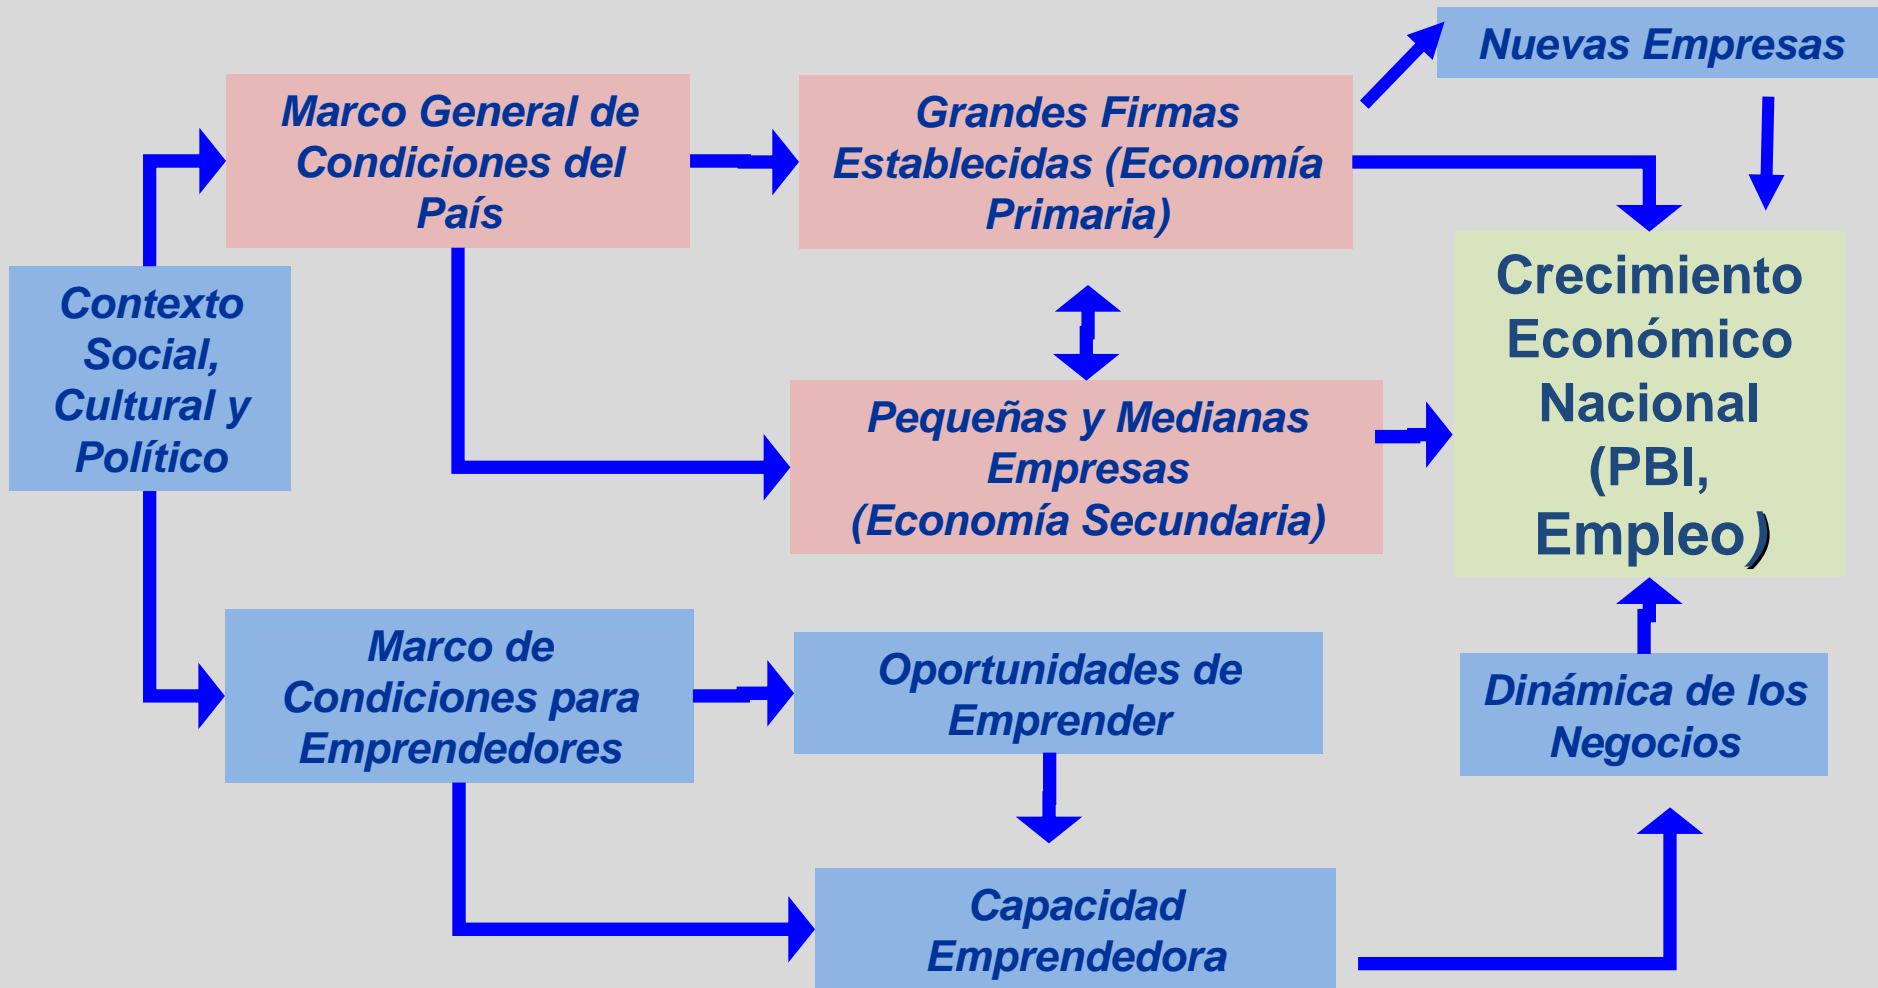 Nuevas Empresas
Marco General de
Condiciones del
País
Grandes Firmas
Establecidas (Economía
Primaria)
Contexto
Social,
Cultural y
Político
Crecimiento
Económico
Nacional
(PBI,
Empleo)
Pequeñas y Medianas
Empresas
(Economía Secundaria)
Marco de
Condiciones para
Emprendedores
Oportunidades de
Emprender
Dinámica de los
Negocios
Capacidad
Emprendedora